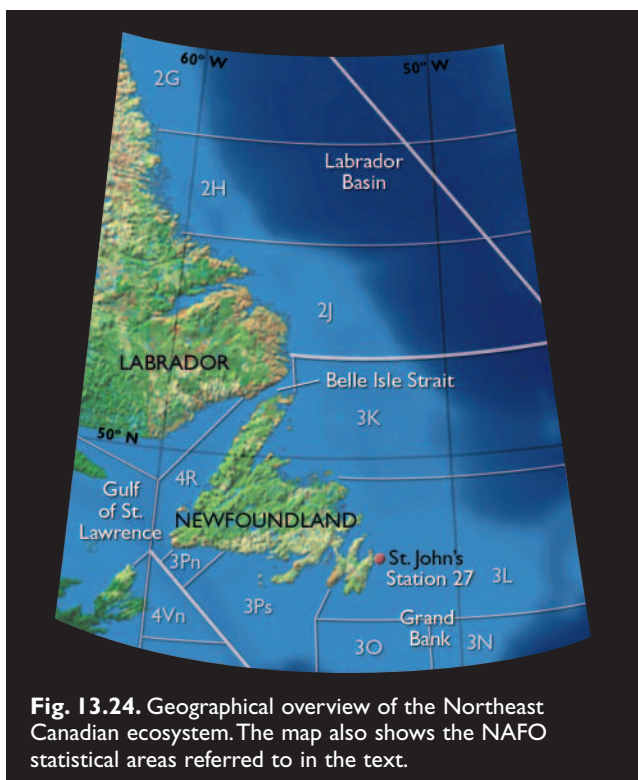 60° W
50° W
2G
Labrador
Basin
2H
2J
LABRADOR
Belle Isle Strait
3K
50° N
4R
Gulf
of St.
Lawrence
NEWFOUNDLAND
3Pn
St. John's
Station 27
3L
4Vn
3Ps
Grand
Bank
3O
3N
Fig. 13.24. Geographical overview of the Northeast
Canadian ecosystem. The map also shows the NAFO
statistical areas referred to in the text.